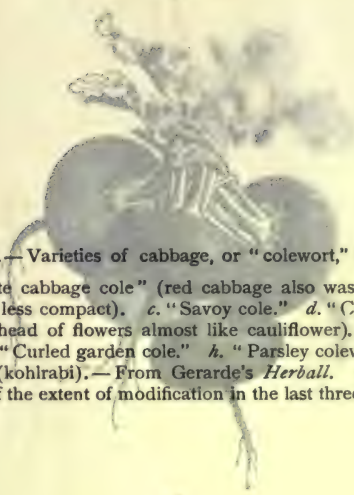 .— Varieties of cabbage, or "colewort,"
te cabbage cole" (red cabbage also was
less compact). c. "Savoy cole." d. "
head of flowers almost like cauliflower).
"Curled garden cole." h. "Parsley colew
(kohlrabi).—From Gerarde's Herball.
f the extent of modification in the last three